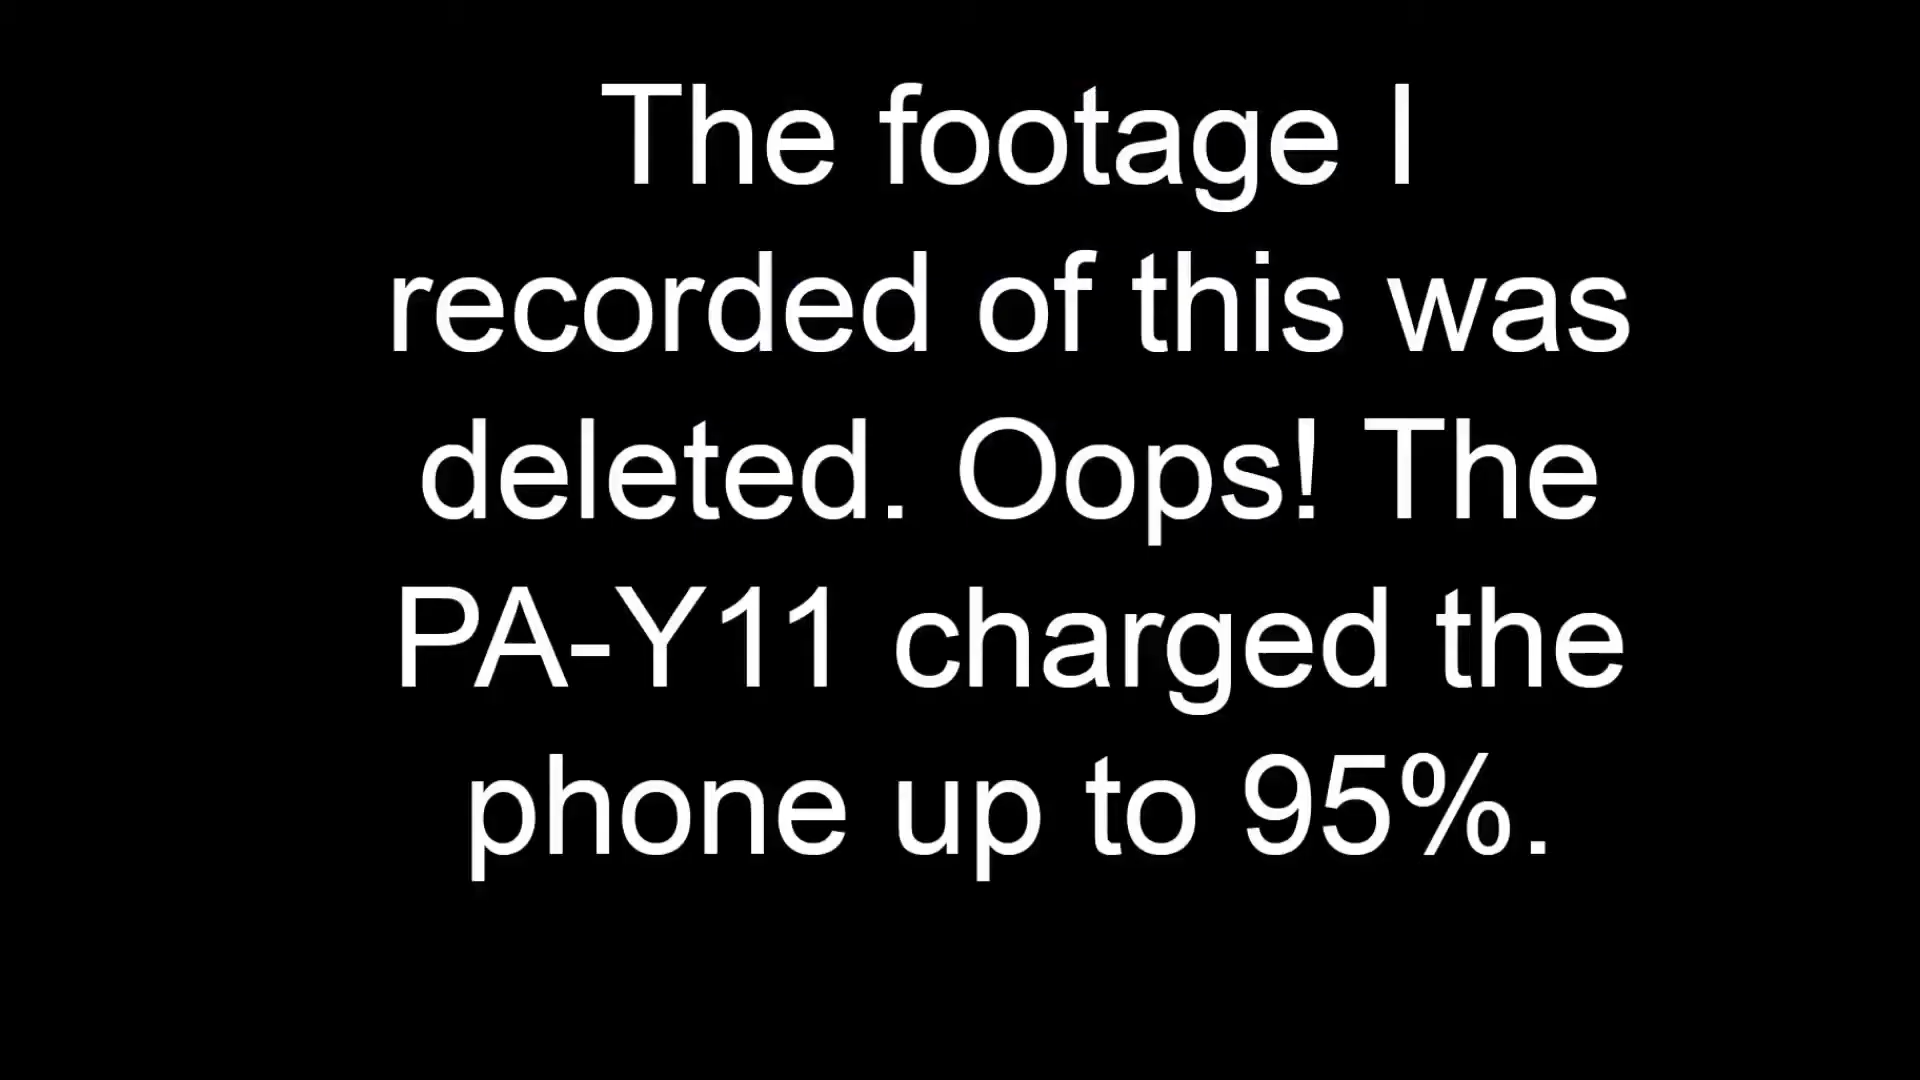 The footage I
recorded of this was
deleted. Oops! The
PA-Y11 charged the
phone up to 95%.